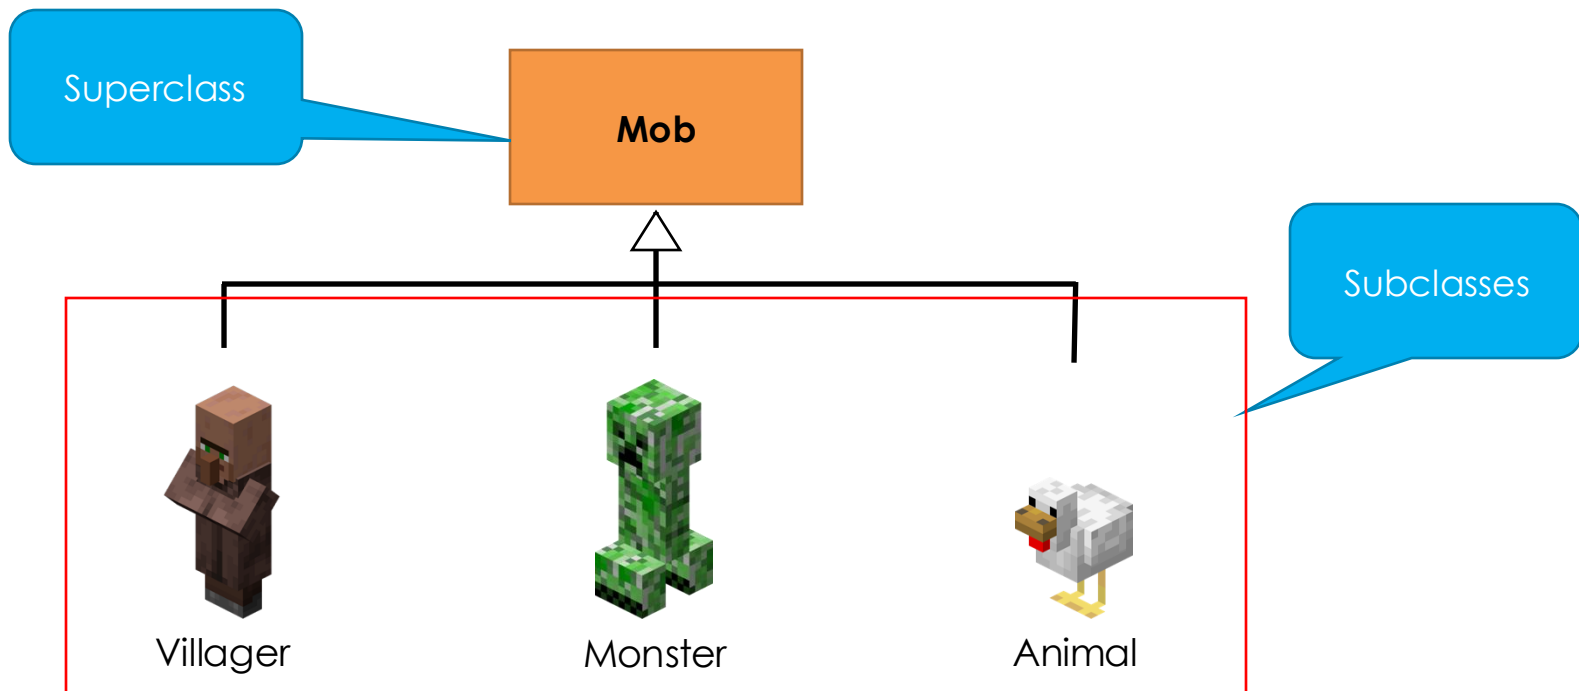 Superclass
Mob
Subclasses
Villager
Monster
Animal